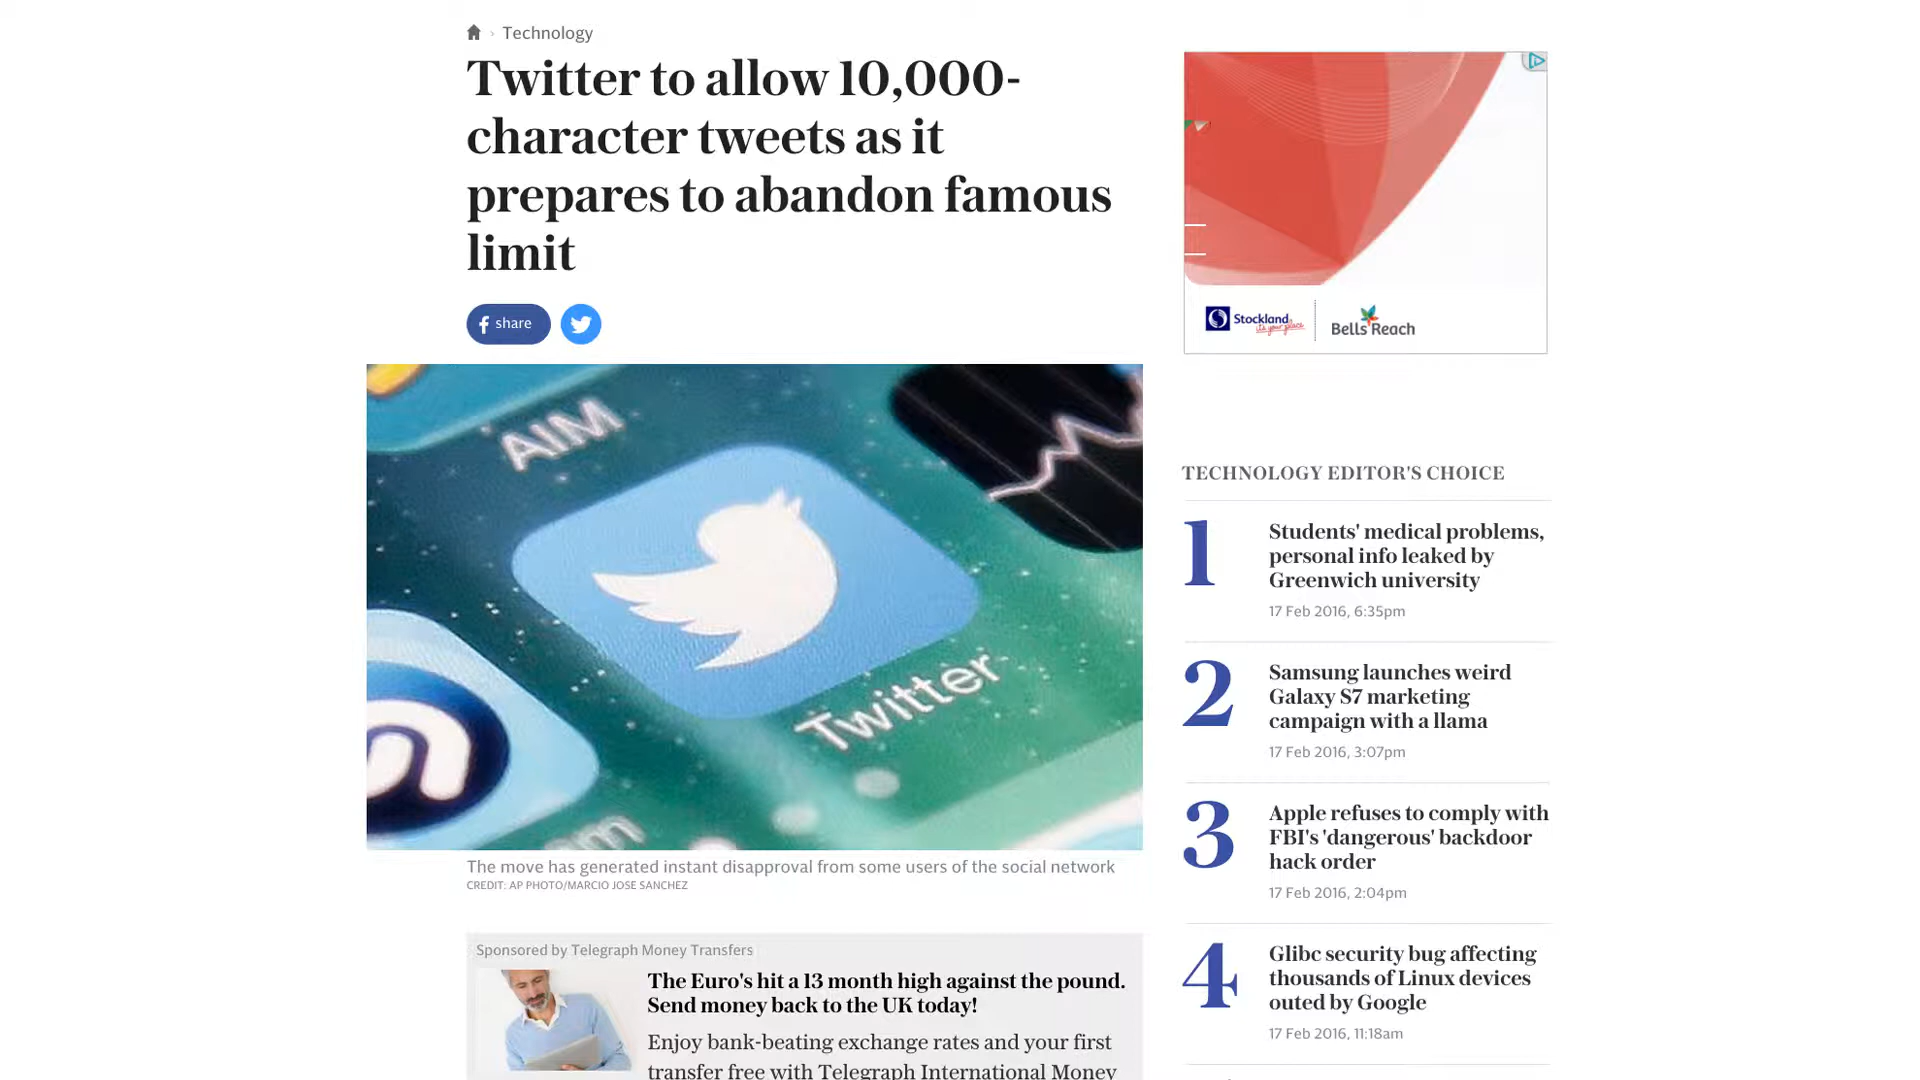 Technology
Twitter to allow 10,000-
character tweets as it
prepares to abandon famous
limit
share
AIM
Twitter
The move has generated instant disapproval from some users of the social network
CREDIT: AP PHOTO/MARCIO JOSE SANCHEZ
Sponsored by Telegraph Money Transfers
The Euro's hit a 13 month high against the pound.
Send money back to the UK today!
Enjoy bank-beating exchange rates and your first
transfer free with Telegraph International Money
Stockland
it's your place
Bells Reach
TECHNOLOGY EDITOR'S CHOICE
1
Students' medical problems,
personal info leaked by
Greenwich university
17 Feb 2016, 6:35pm
2
Samsung launches weird
Galaxy S7 marketing
campaign with a llama
17 Feb 2016, 3:07pm
3
Apple refuses to comply with
FBI's 'dangerous' backdoor
hack order
17 Feb 2016, 2:04pm
4
Glibc security bug affecting
thousands of Linux devices
outed by Google
17 Feb 2016, 11:18am